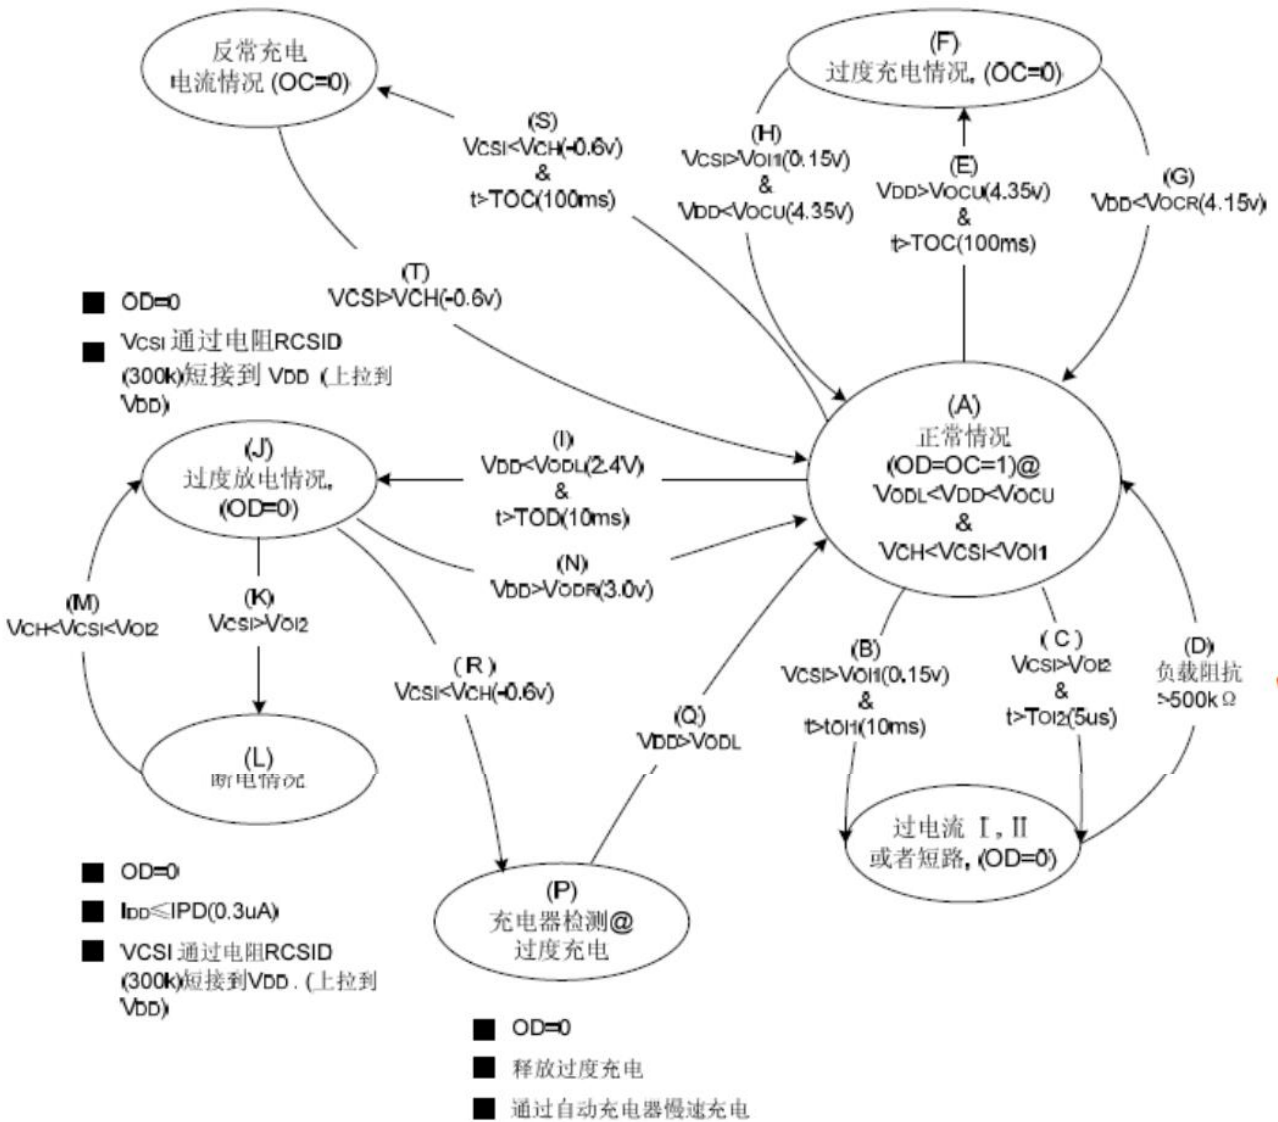 反常充电
电流情况 (OC=0)
(F)
过度充电情况, (OC=0)
(S)
VCSI<VCH(-0.6v)
&
t>TOC(100ms)
(H)
VCSI>VOI1(0.15v)
&
VDD<VOCU(4.35v)
(E)
VDD>VOCU(4.35v)
&
t>TOC(100ms)
(G)
VDD<VOCR(4.15v)
(T)
VCSI>VCH(-0.6v)
OD=0
VCSI 通过电阻RCSID
(300k)短接到 VDD (上拉到
VDD)
(A)
正常情况
(OD=OC=1)@
VODL<VDD<VOCU
&
VCH<VCSI<VOI1
(J)
过度放电情况,
(OD=0)
(I)
VDD<VODL(2.4V)
&
t>TOD(10ms)
(N)
VDD>VODR(3.0v)
(M)
VCH<VCSI<VOI2
(K)
VCSI>VOI2
(R)
VCSI<VCH(-0.6v)
(Q)
VDD>VODL
(B)
VCSI>VOI1(0.15v)
&
t>tOI1(10ms)
(C)
VCSI>VOI2
&
t>TOI2(5us)
(D)
负载阻抗
>500kΩ
(L)
断电情况
过电流 Ⅰ, Ⅱ
或者短路, (OD=0)
OD=0
IDD≤IPD(0.3uA)
VCSI 通过电阻RCSID
(300k)短接到VDD . (上拉到
VDD)
(P)
充电器检测@
过度充电
OD=0
释放过度充电
通过自动充电器慢速充电